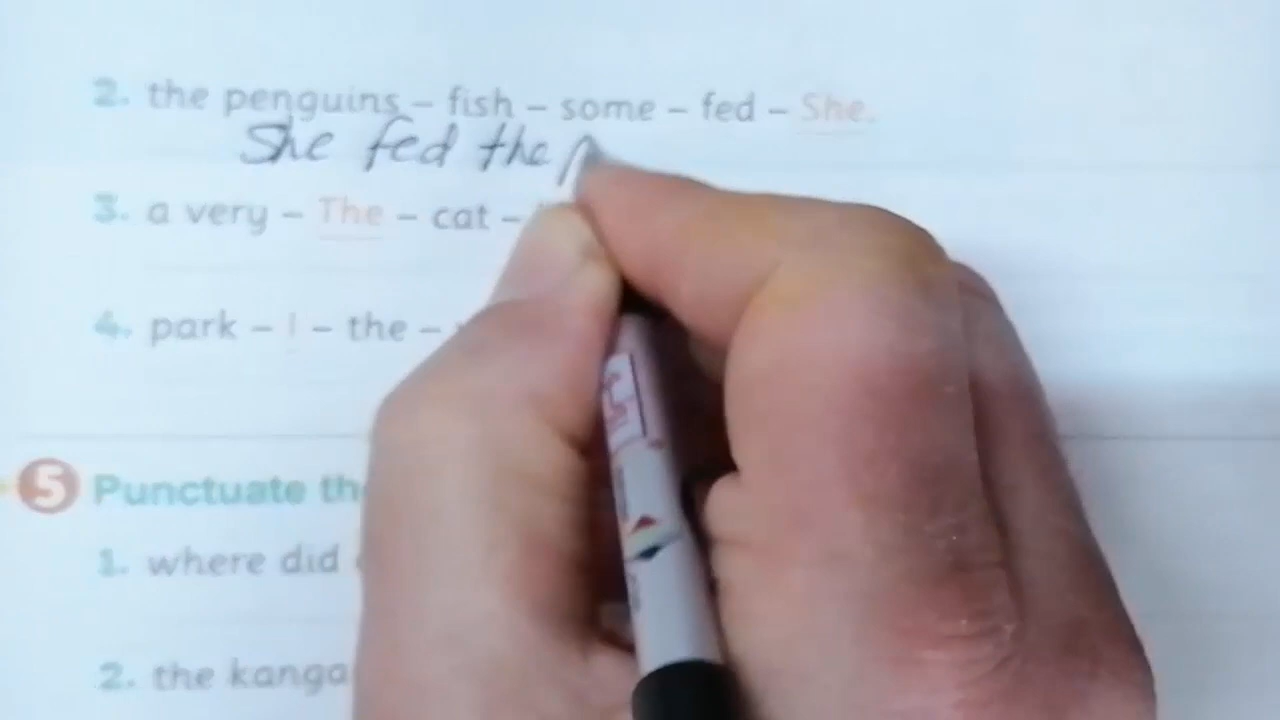 2. the penguins – fish – some – fed – She.
She fed the p
3. a very – The – cat –
4. park – I – the –
5 Punctuate th
1. where did
2. the kanga